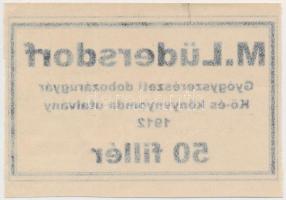 M.Lüdersdorf
Gyógyszerészeti dobozárugyár
Kő-és könyvnyomda utalvány
1912
50 fillér